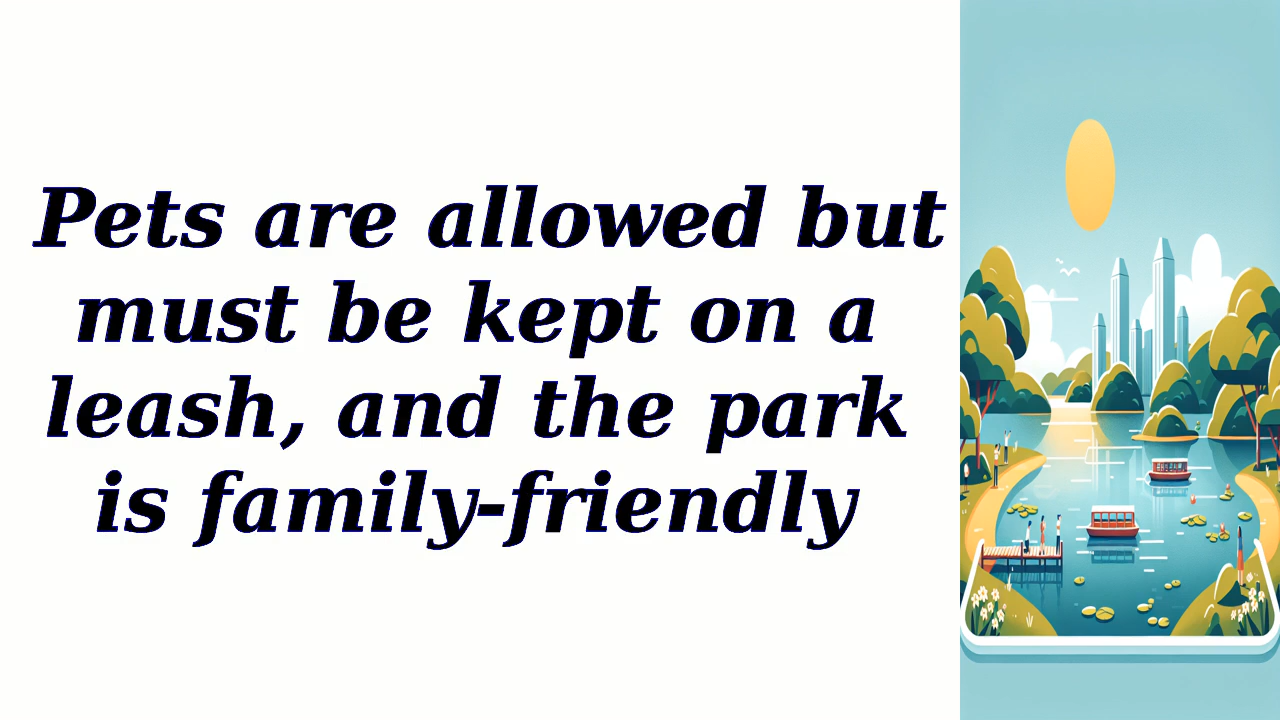 Pets are allowed but
must be kept on a
leash, and the park
is family-friendly